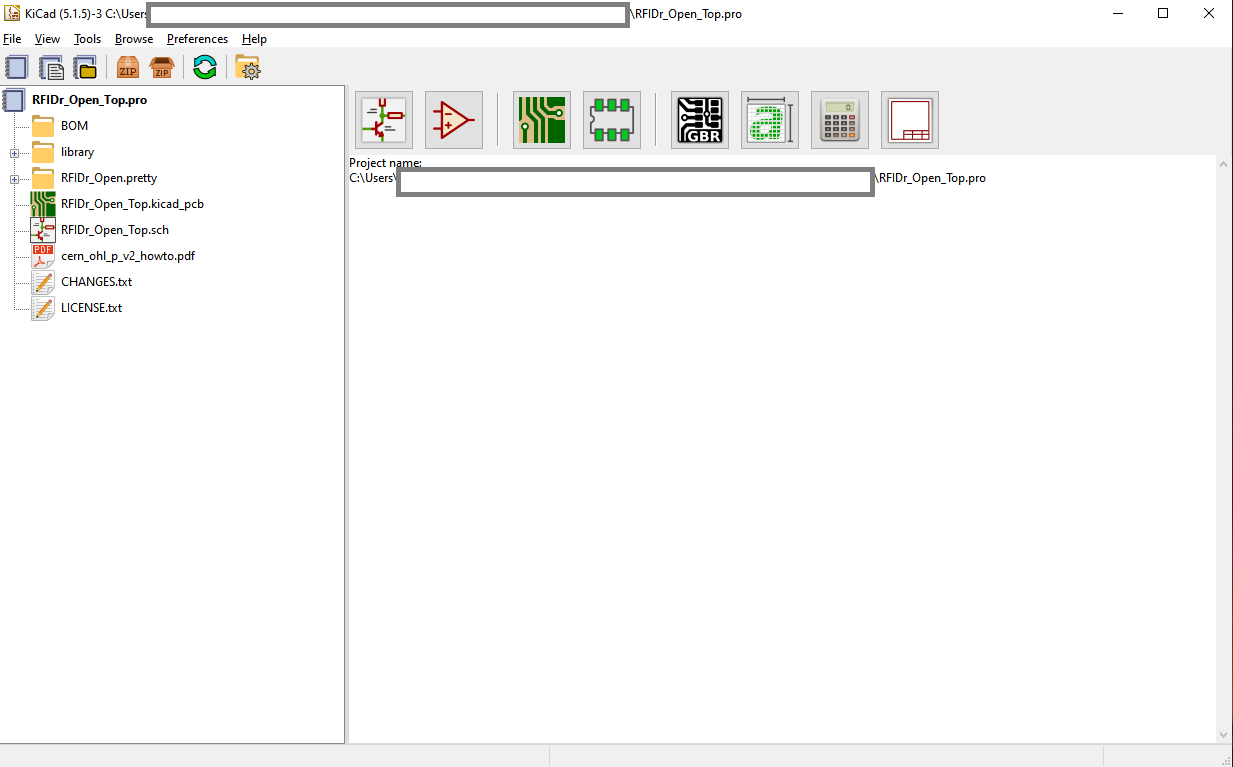 KiCad (5.1.5)-3 C:\Users \RFIDr_Open_Top.pro
File View Tools Browse Preferences Help
ZIP ZIP
RFIDr_Open_Top.pro
BOM
library
RFIDr_Open.pretty
RFIDr_Open_Top.kicad_pcb
RFIDr_Open_Top.sch
PDF
cern_ohl_p_v2_howto.pdf
CHANGES.txt
LICENSE.txt
GBR a 0.
Project name:
C:\Users\ \RFIDr_Open_Top.pro